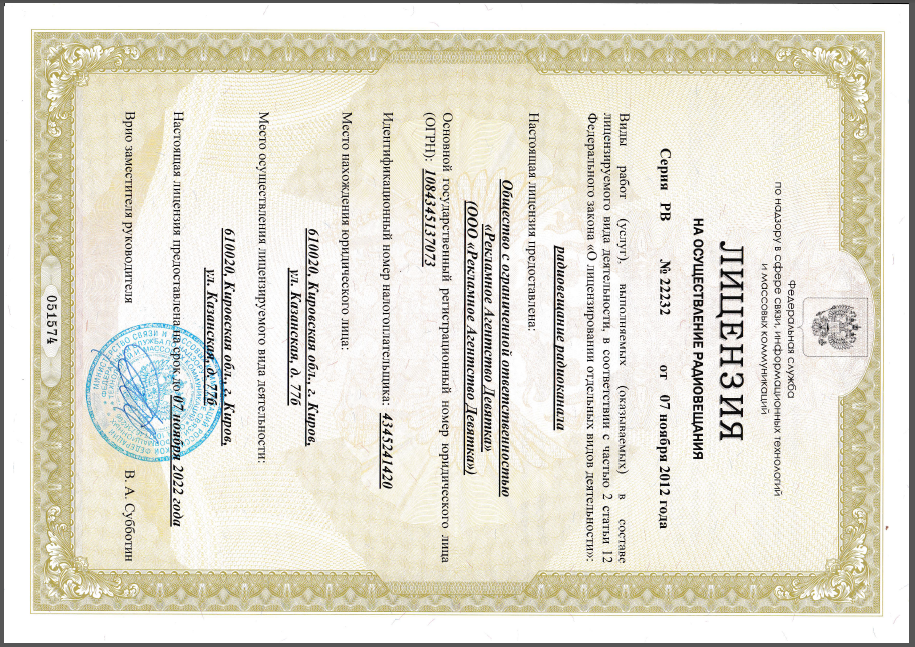 Федеральная служба
по надзору в сфере связи, информационных технологий
и массовых коммуникаций
ЛИЦЕНЗИЯ
НА ОСУЩЕСТВЛЕНИЕ РАДИОВЕЩАНИЯ
Серия РВ № 22232 от 07 ноября 2012 года
Виды работ (услуг), выполняемых (оказываемых) в составе
лицензируемого вида деятельности, в соответствии с частью 2 статьи 12
Федерального закона «О лицензировании отдельных видов деятельности»:
радиовещание радиоканала
Настоящая лицензия предоставлена:
Общество с ограниченной ответственностью
«Рекламное Агентство Девятка»
(ООО «Рекламное Агентство Девятка»)
Основной государственный регистрационный номер юридического лица
(ОГРН): 1084345137073
Идентификационный номер налогоплательщика: 4345241420
Место нахождения юридического лица:
610020, Кировская обл., г. Киров,
ул. Казанская, д. 77б
Место осуществления лицензируемого вида деятельности:
610020, Кировская обл., г. Киров,
ул. Казанская, д. 77б
Настоящая лицензия предоставлена на срок до 07 ноября 2022 года
Врио заместителя руководителя В. А. Субботин
051574